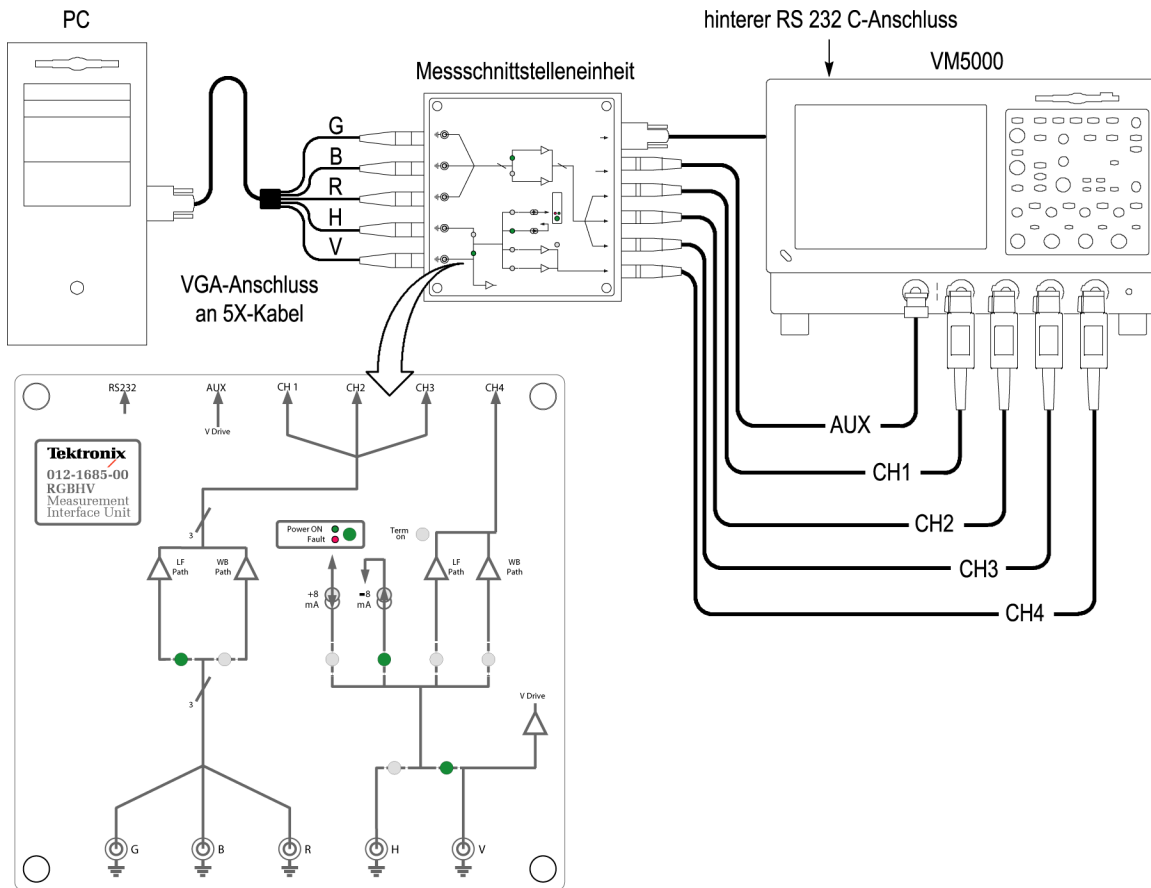 PC
hinterer RS 232 C-Anschluss
VM5000
Messschnittstelleneinheit
G
B
R
H
V
VGA-Anschluss
an 5X-Kabel
AUX
CH1
CH2
CH3
CH4
RS232
AUX
CH 1
CH2
CH3
CH4
V Drive
Tektronix
012-1685-00
RGBHV
Measurement
Interface Unit
3
Power ON
Fault
Term
on
LF
Path
WB
Path
+8
mA
-8
mA
LF
Path
WB
Path
3
V Drive
G
B
R
H
V